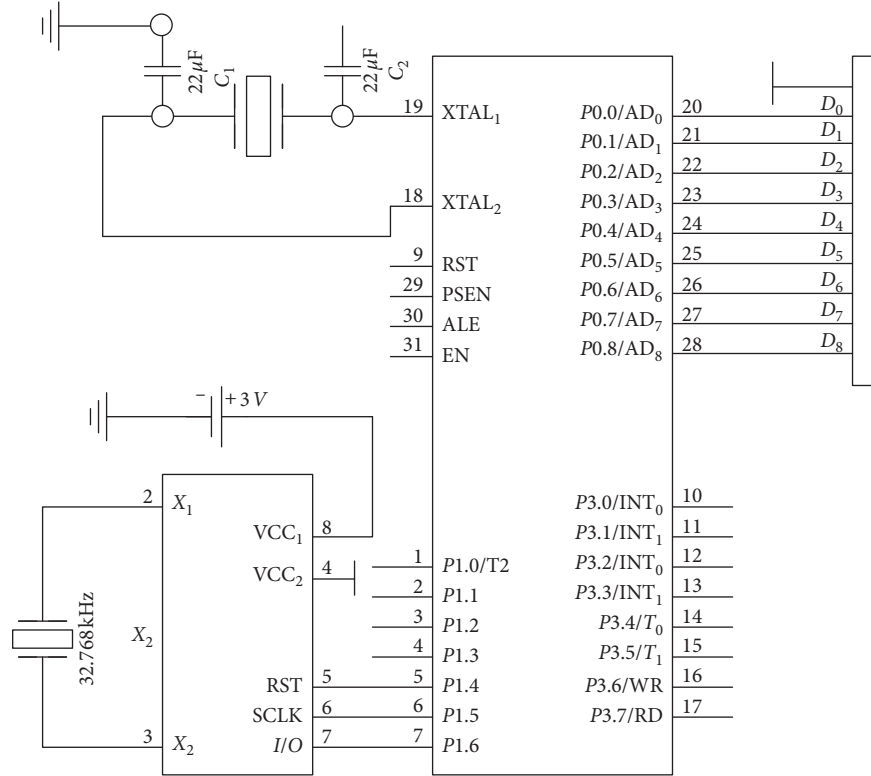 22 μF
C1
22 μF
C2
19 XTAL1
18 XTAL2
9 RST
29 PSEN
30 ALE
31 EN
P0.0/AD0 20 D0
P0.1/AD1 21 D1
P0.2/AD2 22 D2
P0.3/AD3 23 D3
P0.4/AD4 24 D4
P0.5/AD5 25 D5
P0.6/AD6 26 D6
P0.7/AD7 27 D7
P0.8/AD8 28 D8
− +3 V
2 X1
VCC1 8
VCC2 4
32.768 kHz
X2
RST 5
SCLK 6
3 X2
I/O 7
1 P1.0/T2
2 P1.1
3 P1.2
4 P1.3
5 P1.4
6 P1.5
7 P1.6
P3.0/INT0 10
P3.1/INT1 11
P3.2/INT0 12
P3.3/INT1 13
P3.4/T0 14
P3.5/T1 15
P3.6/WR 16
P3.7/RD 17